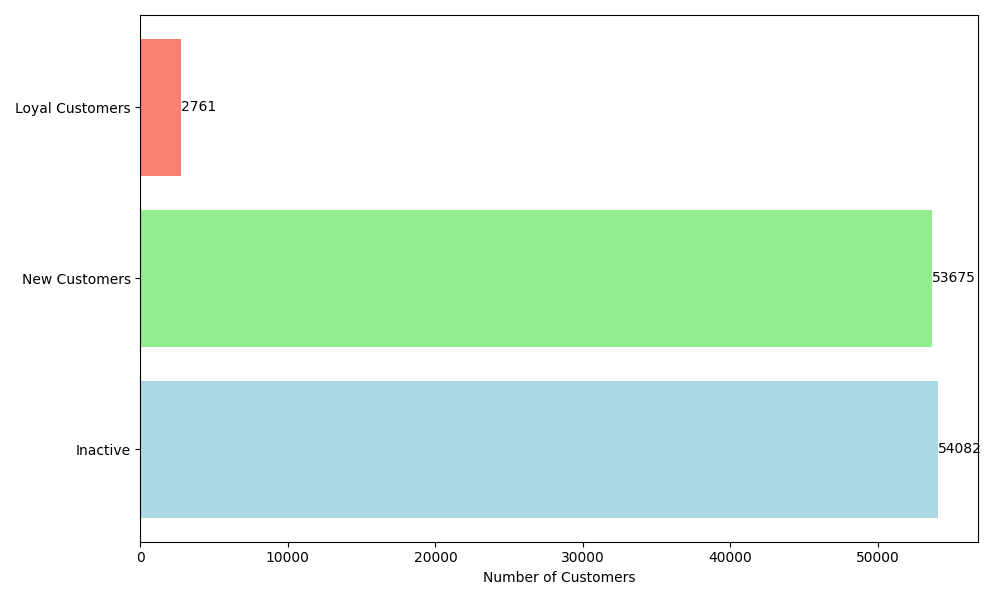 Loyal Customers
2761
New Customers
53675
Inactive
54082
0 10000 20000 30000 40000 50000
Number of Customers